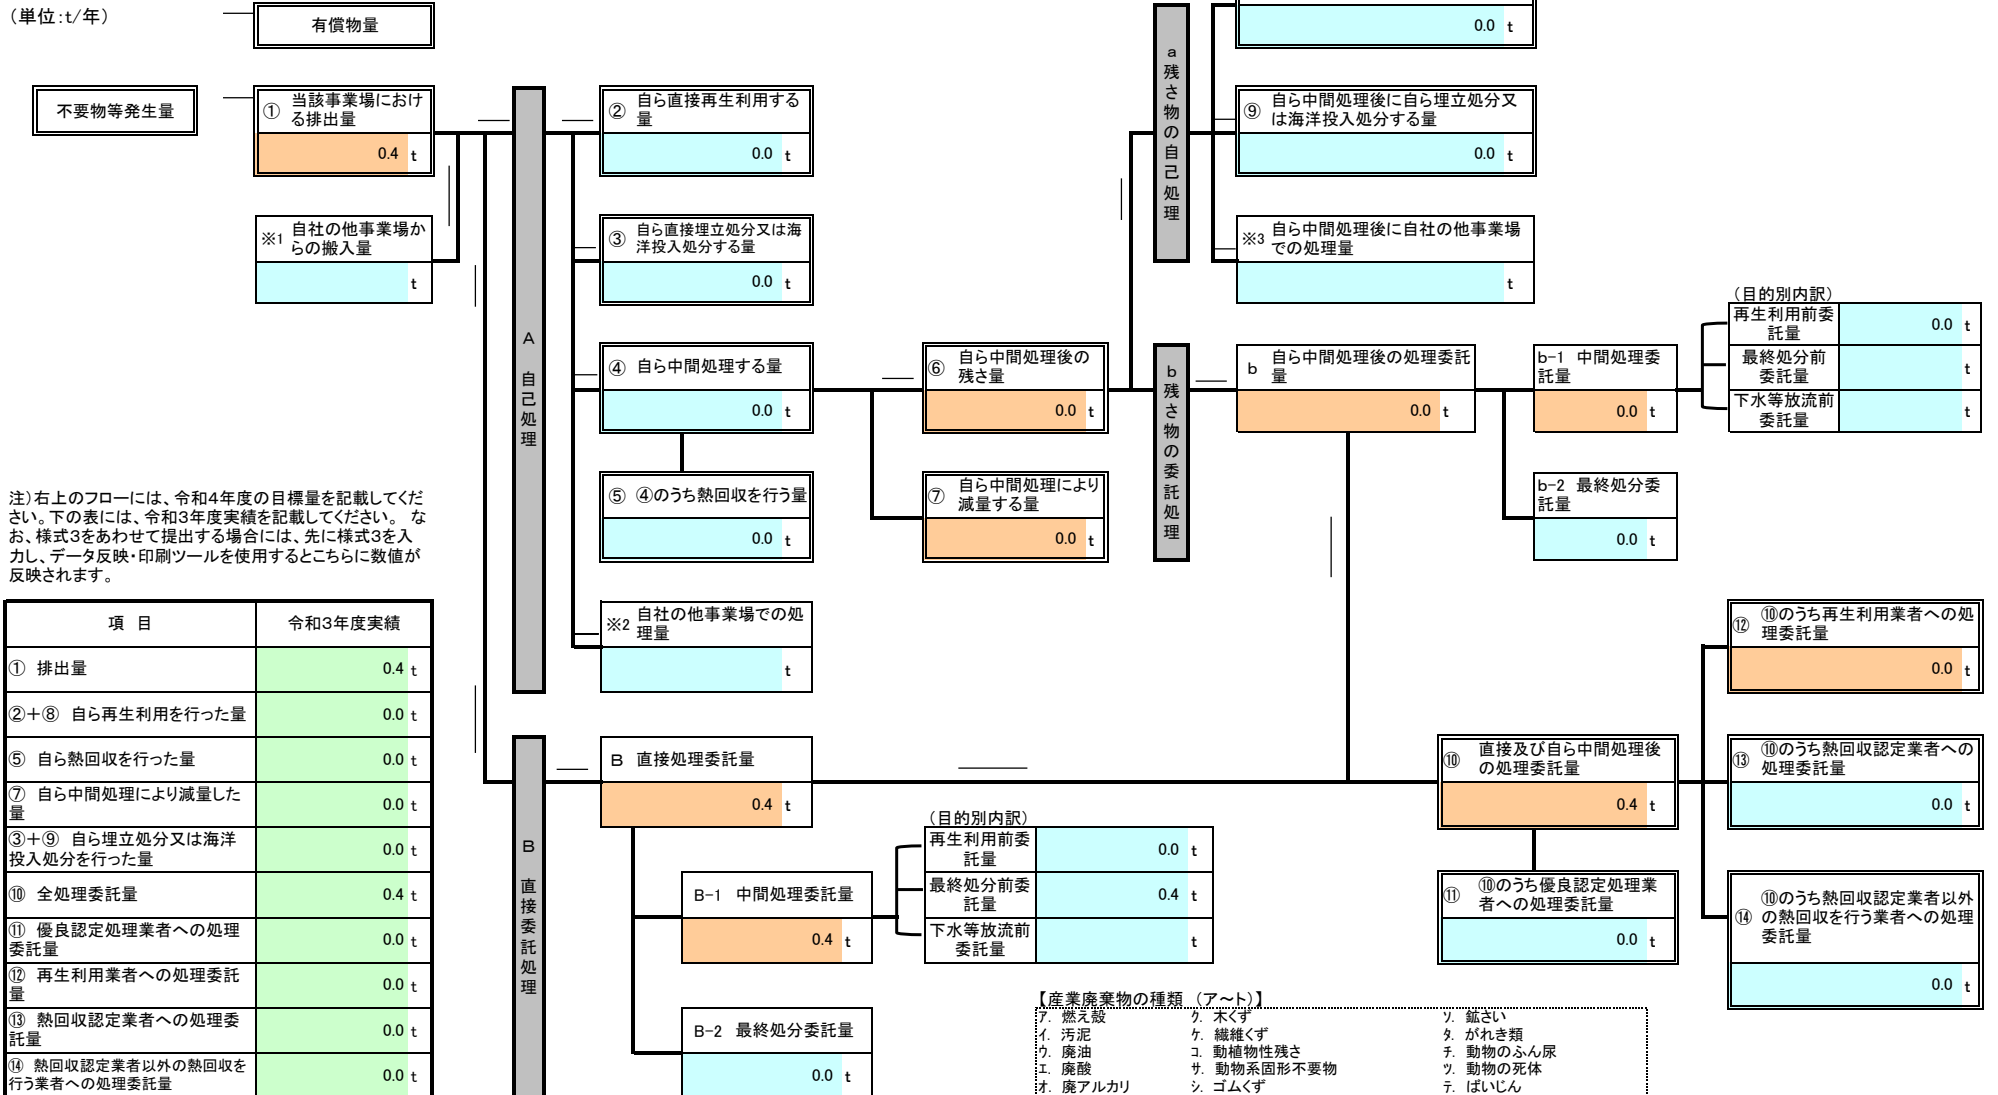 （単位：t/年）
有償物量
不要物等発生量
① 当該事業場におけ
る排出量
0.4 t
※1 自社の他事業場か
らの搬入量
t
A 自己処理
② 自ら直接再生利用する
量
0.0 t
③ 自ら直接埋立処分又は海
洋投入処分する量
0.0 t
④ 自ら中間処理する量
0.0 t
⑤ ④のうち熱回収を行う量
0.0 t
※2 自社の他事業場での処
理量
t
⑥ 自ら中間処理後の
残さ量
0.0 t
⑦ 自ら中間処理により
減量する量
0.0 t
a 残さ物の自己処理
0.0 t
⑨ 自ら中間処理後に自ら埋立処分又
は海洋投入処分する量
0.0 t
※3 自ら中間処理後に自社の他事業場
での処理量
t
b 残さ物の委託処理
b 自ら中間処理後の処理委託
量
0.0 t
b-1 中間処理委
託量
0.0 t
b-2 最終処分委
託量
0.0 t
（目的別内訳）
再生利用前委
託量
0.0 t
最終処分前
委託量
t
下水等放流前
委託量
t
注）右上のフローには、令和4年度の目標量を記載してくだ
さい。下の表には、令和3年度実績を記載してください。 な
お、様式3をあわせて提出する場合には、先に様式3を入
力し、データ反映・印刷ツールを使用するとこちらに数値が
反映されます。
項 目 令和3年度実績
① 排出量 0.4 t
②＋⑧ 自ら再生利用を行った量 0.0 t
⑤ 自ら熱回収を行った量 0.0 t
⑦ 自ら中間処理により減量した
量 0.0 t
③＋⑨ 自ら埋立処分又は海洋
投入処分を行った量 0.0 t
⑩ 全処理委託量 0.4 t
⑪ 優良認定処理業者への処理
委託量 0.0 t
⑫ 再生利用業者への処理委託
量 0.0 t
⑬ 熱回収認定業者への処理委
託量 0.0 t
⑭ 熱回収認定業者以外の熱回収を
行う業者への処理委託量 0.0 t
B 直接委託処理
B 直接処理委託量
0.4 t
B-1 中間処理委託量
0.4 t
B-2 最終処分委託量
0.0 t
（目的別内訳）
再生利用前委
託量
0.0 t
最終処分前委
託量
0.4 t
下水等放流前
委託量
t
⑩ 直接及び自ら中間処理後
の処理委託量
0.4 t
⑪ ⑩のうち優良認定処理業
者への処理委託量
0.0 t
⑫ ⑩のうち再生利用業者への処
理委託量
0.0 t
⑬ ⑩のうち熱回収認定業者への
処理委託量
0.0 t
⑭ ⑩のうち熱回収認定業者以外
の熱回収を行う業者への処理
委託量
0.0 t
【産業廃棄物の種類 （ア～ト）】
ア. 燃え殻 ク. 木くず ソ. 鉱さい
イ. 汚泥 ケ. 繊維くず タ. がれき類
ウ. 廃油 コ. 動植物性残さ チ. 動物のふん尿
エ. 廃酸 サ. 動物系固形不要物 ツ. 動物の死体
オ. 廃アルカリ シ. ゴムくず テ. ばいじん